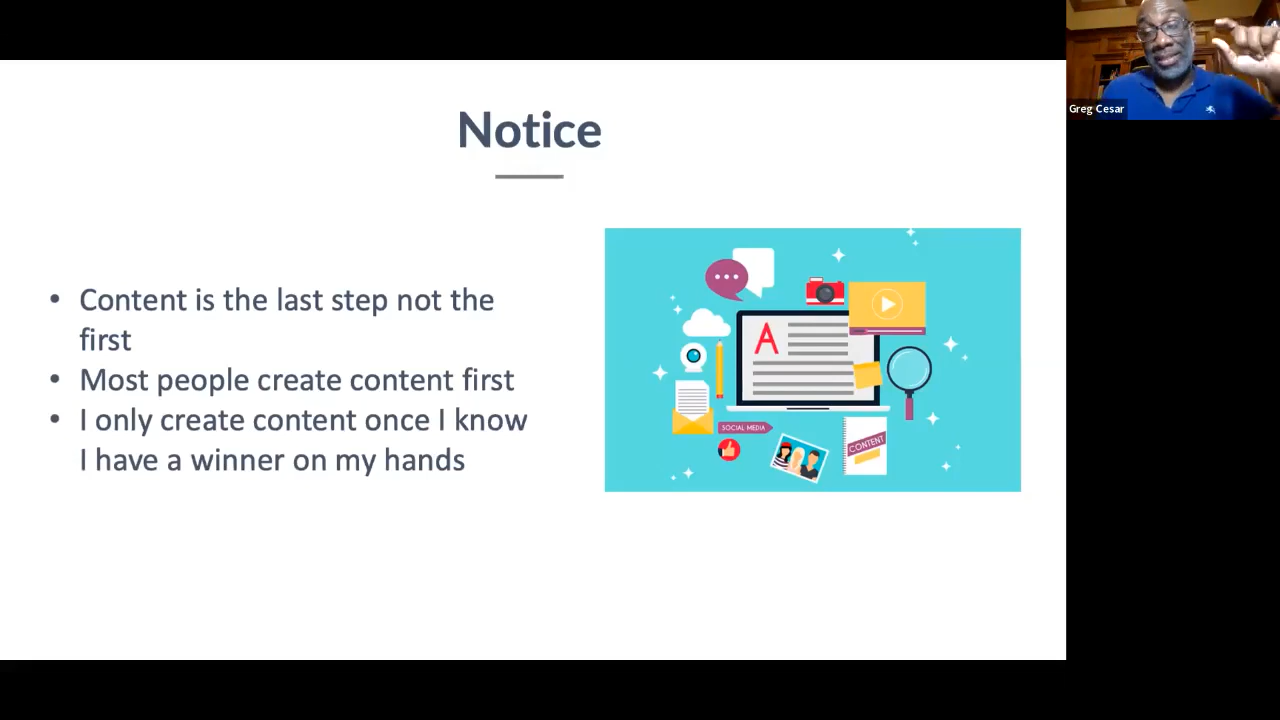 Notice
• Content is the last step not the
first
• Most people create content first
• I only create content once I know
I have a winner on my hands
A
SOCIAL MEDIA
CONTENT
Greg Cesar